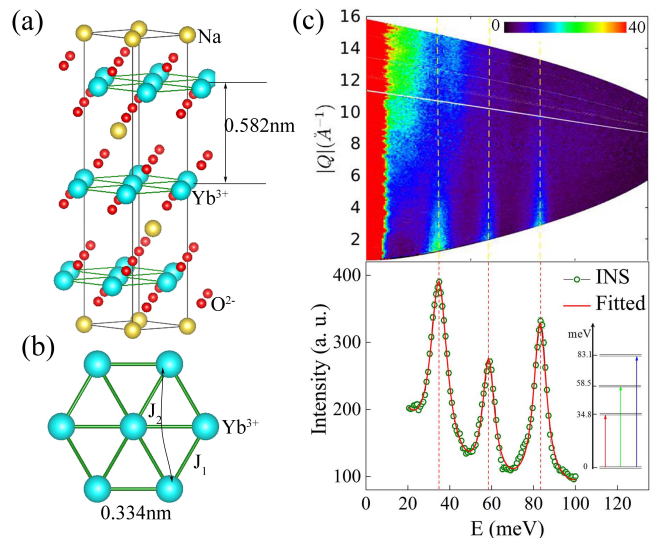 (a)
Na
0.582nm
Yb3+
O2-
(b)
J2
Yb3+
J1
0.334nm
(c)
0
40
16
14
12
10
8
6
4
2
|Q|(Å⁻¹)
400
300
200
100
Intensity (a. u.)
INS
Fitted
meV
83.1
58.5
34.8
0
0 20 40 60 80 100 120
E (meV)